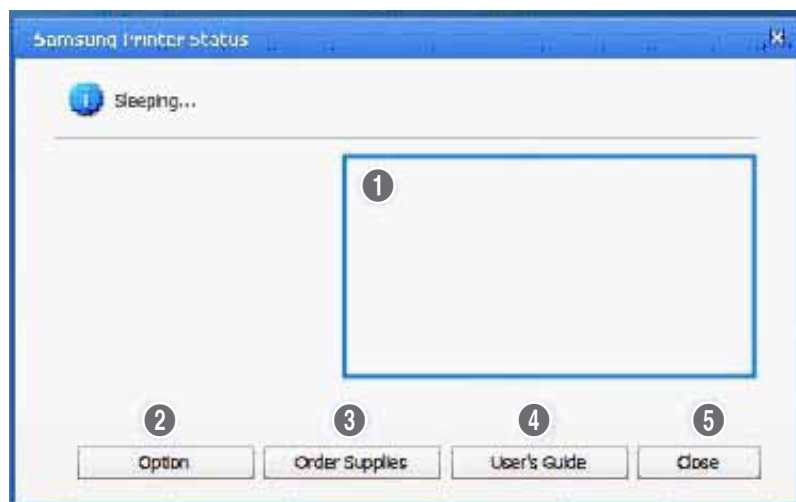 Samsung Printer Status
Sleeping...
1
2 3 4 5
Option Order Supplies User's Guide Close